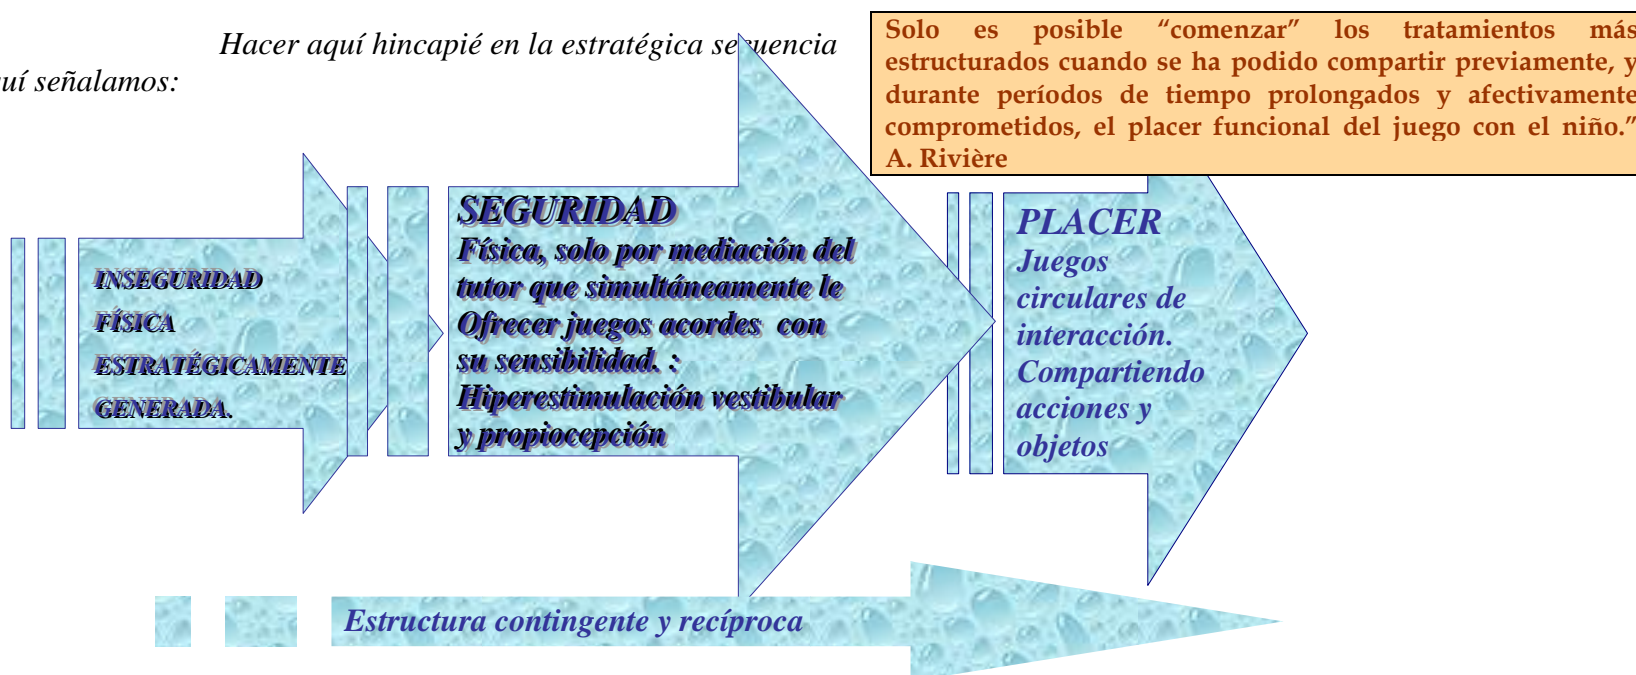 Hacer aquí hincapié en la estratégica secuencia
uí señalamos:
Solo es posible “comenzar” los tratamientos más
estructurados cuando se ha podido compartir previamente, y
durante períodos de tiempo prolongados y afectivamente
comprometidos, el placer funcional del juego con el niño.”
A. Rivière
INSEGURIDAD
FÍSICA
ESTRATÉGICAMENTE
GENERADA.
SEGURIDAD
Física, solo por mediación del
tutor que simultáneamente le
Ofrecer juegos acordes con
su sensibilidad. :
Hiperestimulación vestibular
y propiocepción
PLACER
Juegos
circulares de
interacción.
Compartiendo
acciones y
objetos
Estructura contingente y recíproca